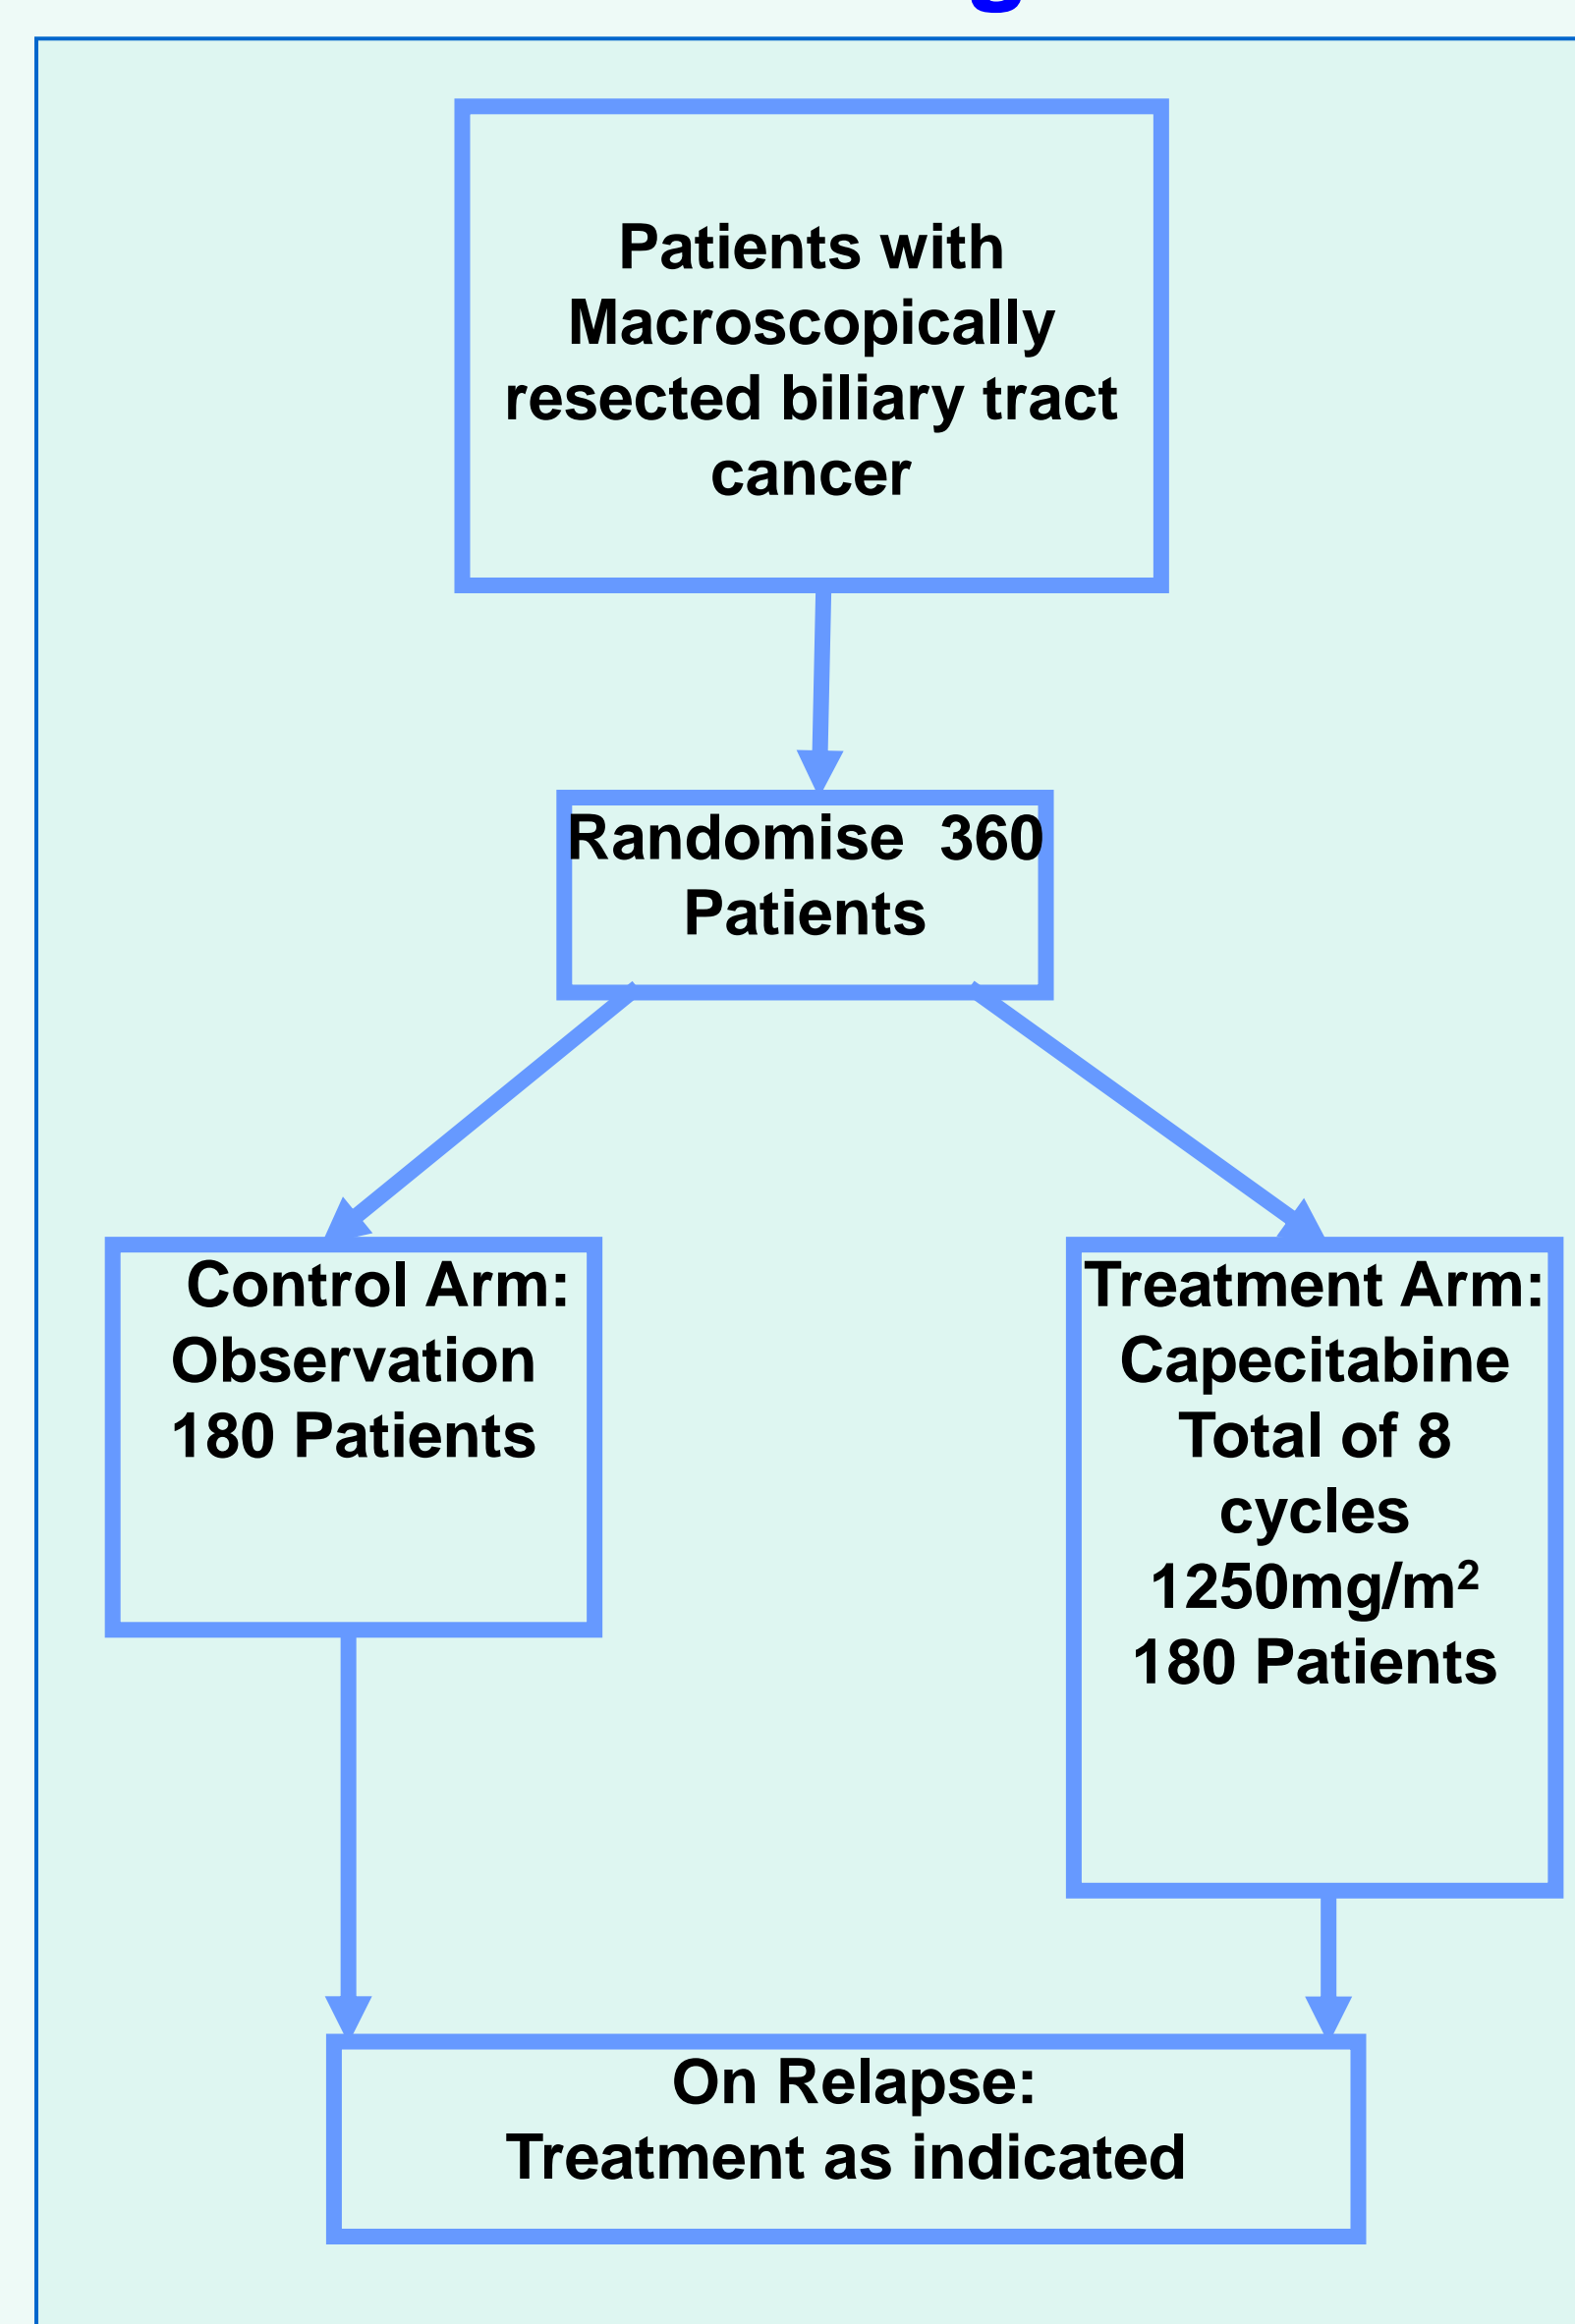 Patients with
Macroscopically
resected biliary tract
cancer
Randomise 360
Patients
Control Arm:
Observation
180 Patients
Treatment Arm:
Capecitabine
Total of 8
cycles
1250mg/m²
180 Patients
On Relapse:
Treatment as indicated